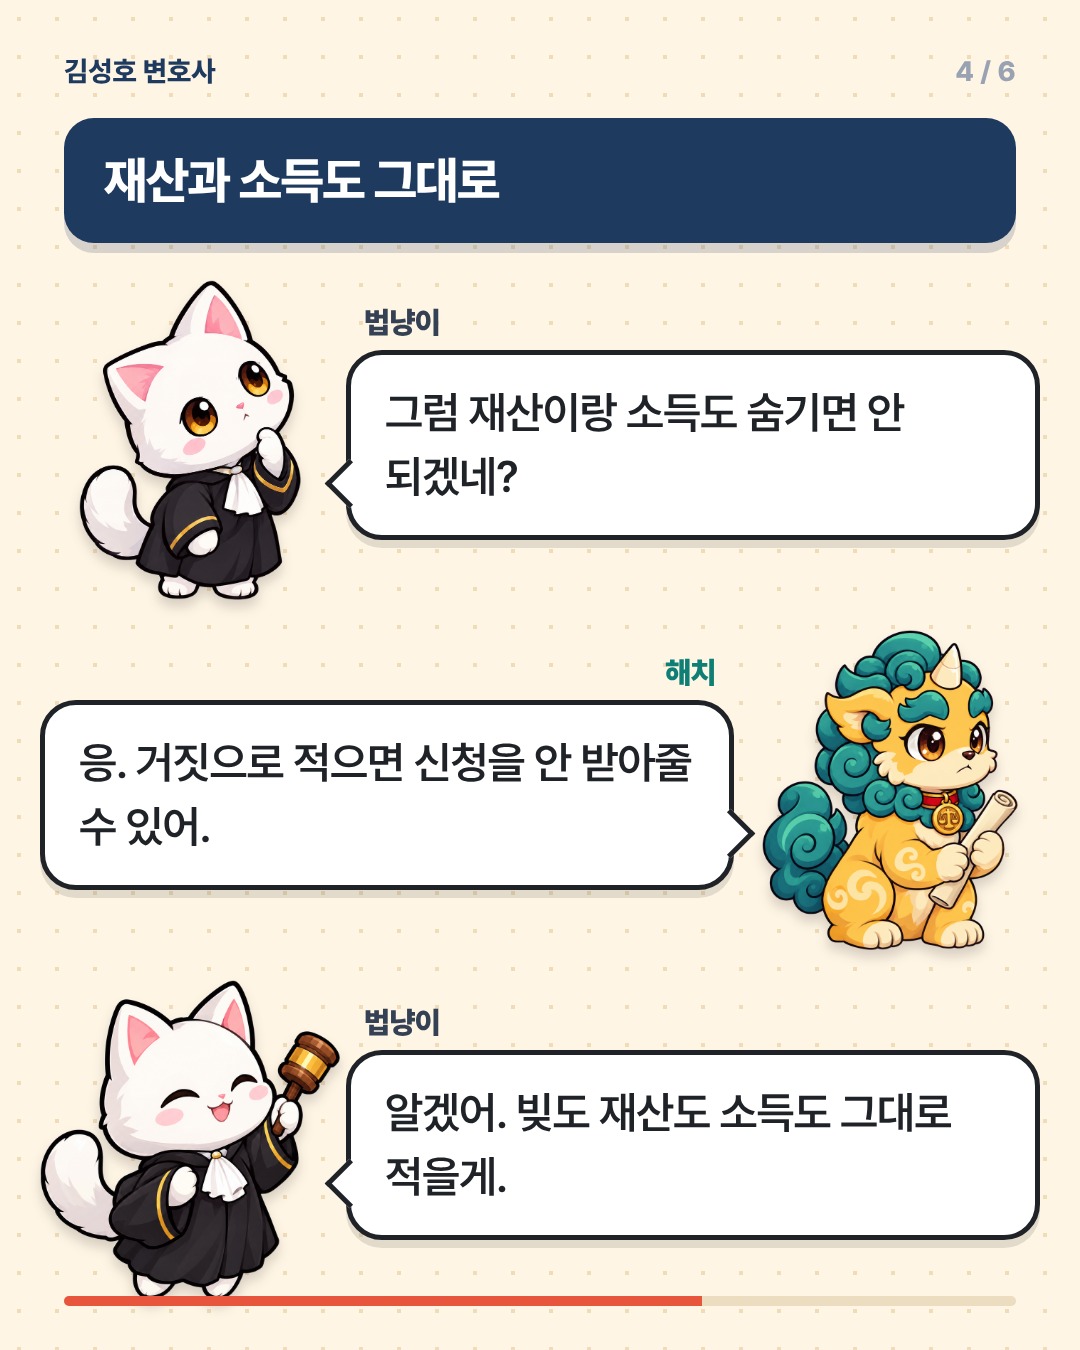 김성호 변호사
4 / 6
재산과 소득도 그대로
법냥이
그럼 재산이랑 소득도 숨기면 안
되겠네?
해치
응. 거짓으로 적으면 신청을 안 받아줄
수 있어.
법냥이
알겠어. 빚도 재산도 소득도 그대로
적을게.